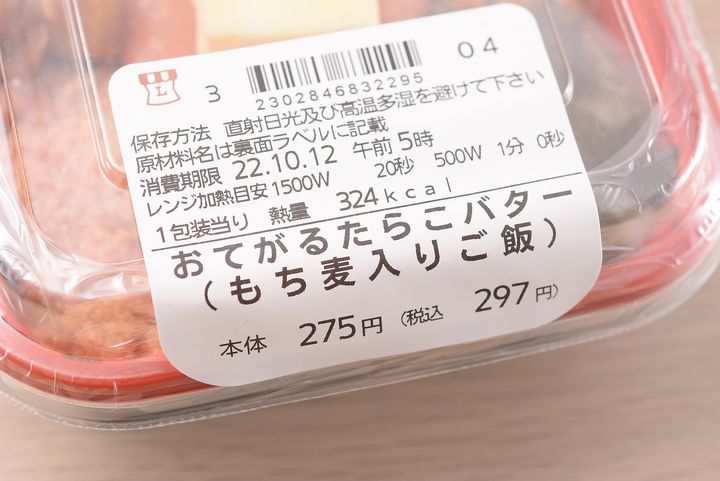 L 3 04
2302846832295
保存方法 直射日光及び高温多湿を避けて下さい
原材料名は裏面ラベルに記載
消費期限 22.10.12 午前5時
レンジ加熱目安1500W 20秒 500W 1分 0秒
1包装当り 熱量 324kcal
おてがるたらこバター
（もち麦入りご飯）
本体 275円（税込 297円）